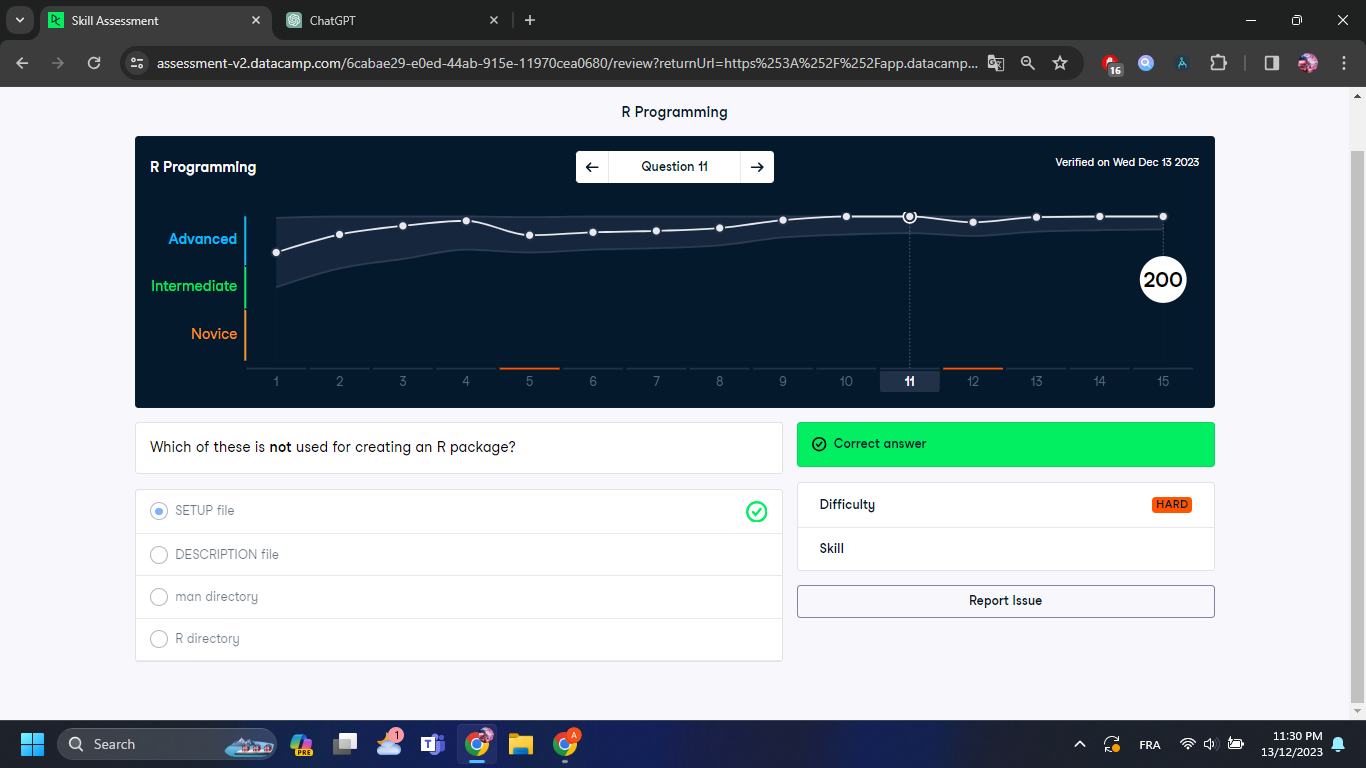 Skill Assessment
ChatGPT
assessment-v2.datacamp.com/6cabae29-e0ed-44ab-915e-11970cea0680/review?returnUrl=https%253A%252F%252Fapp.datacamp...
16
R Programming
R Programming
Question 11
Verified on Wed Dec 13 2023
Advanced
Intermediate
Novice
200
1 2 3 4 5 6 7 8 9 10 11 12 13 14 15
Which of these is not used for creating an R package?
Correct answer
SETUP file
DESCRIPTION file
man directory
R directory
Difficulty
HARD
Skill
Report Issue
Search
PRE
1
A
FRA
11:30 PM
13/12/2023